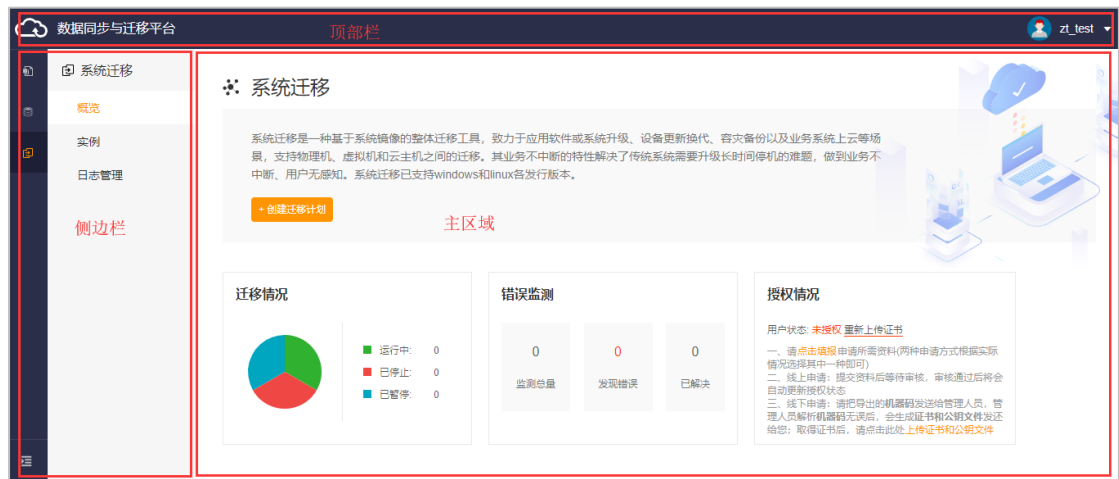 数据同步与迁移平台
顶部栏
zt_test
系统迁移
概览
实例
日志管理
侧边栏
系统迁移
系统迁移是一种基于系统镜像的整体迁移工具，致力于应用软件或系统升级、设备更新换代、容灾备份以及业务系统上云等场
景，支持物理机、虚拟机和云主机之间的迁移。其业务不中断的特性解决了传统系统需要升级长时间停机的难题，做到业务不
中断、用户无感知。系统迁移已支持windows和linux各发行版本。
+ 创建迁移计划
主区域
迁移情况
运行中: 0
已停止: 0
已暂停: 0
错误监测
0 0 0
监测总量 发现错误 已解决
授权情况
用户状态: 未授权 重新上传证书
一、请点击填报申请所需资料(两种申请方式根据实际
情况选择其中一种即可)
二、线上申请：提交资料后等待审核，审核通过后将会
自动更新授权状态
三、线下申请：请把导出的机器码发送给管理人员，管
理人员解析机器码无误后，会生成证书和公钥文件发还
给您；取得证书后，请点击此处上传证书和公钥文件